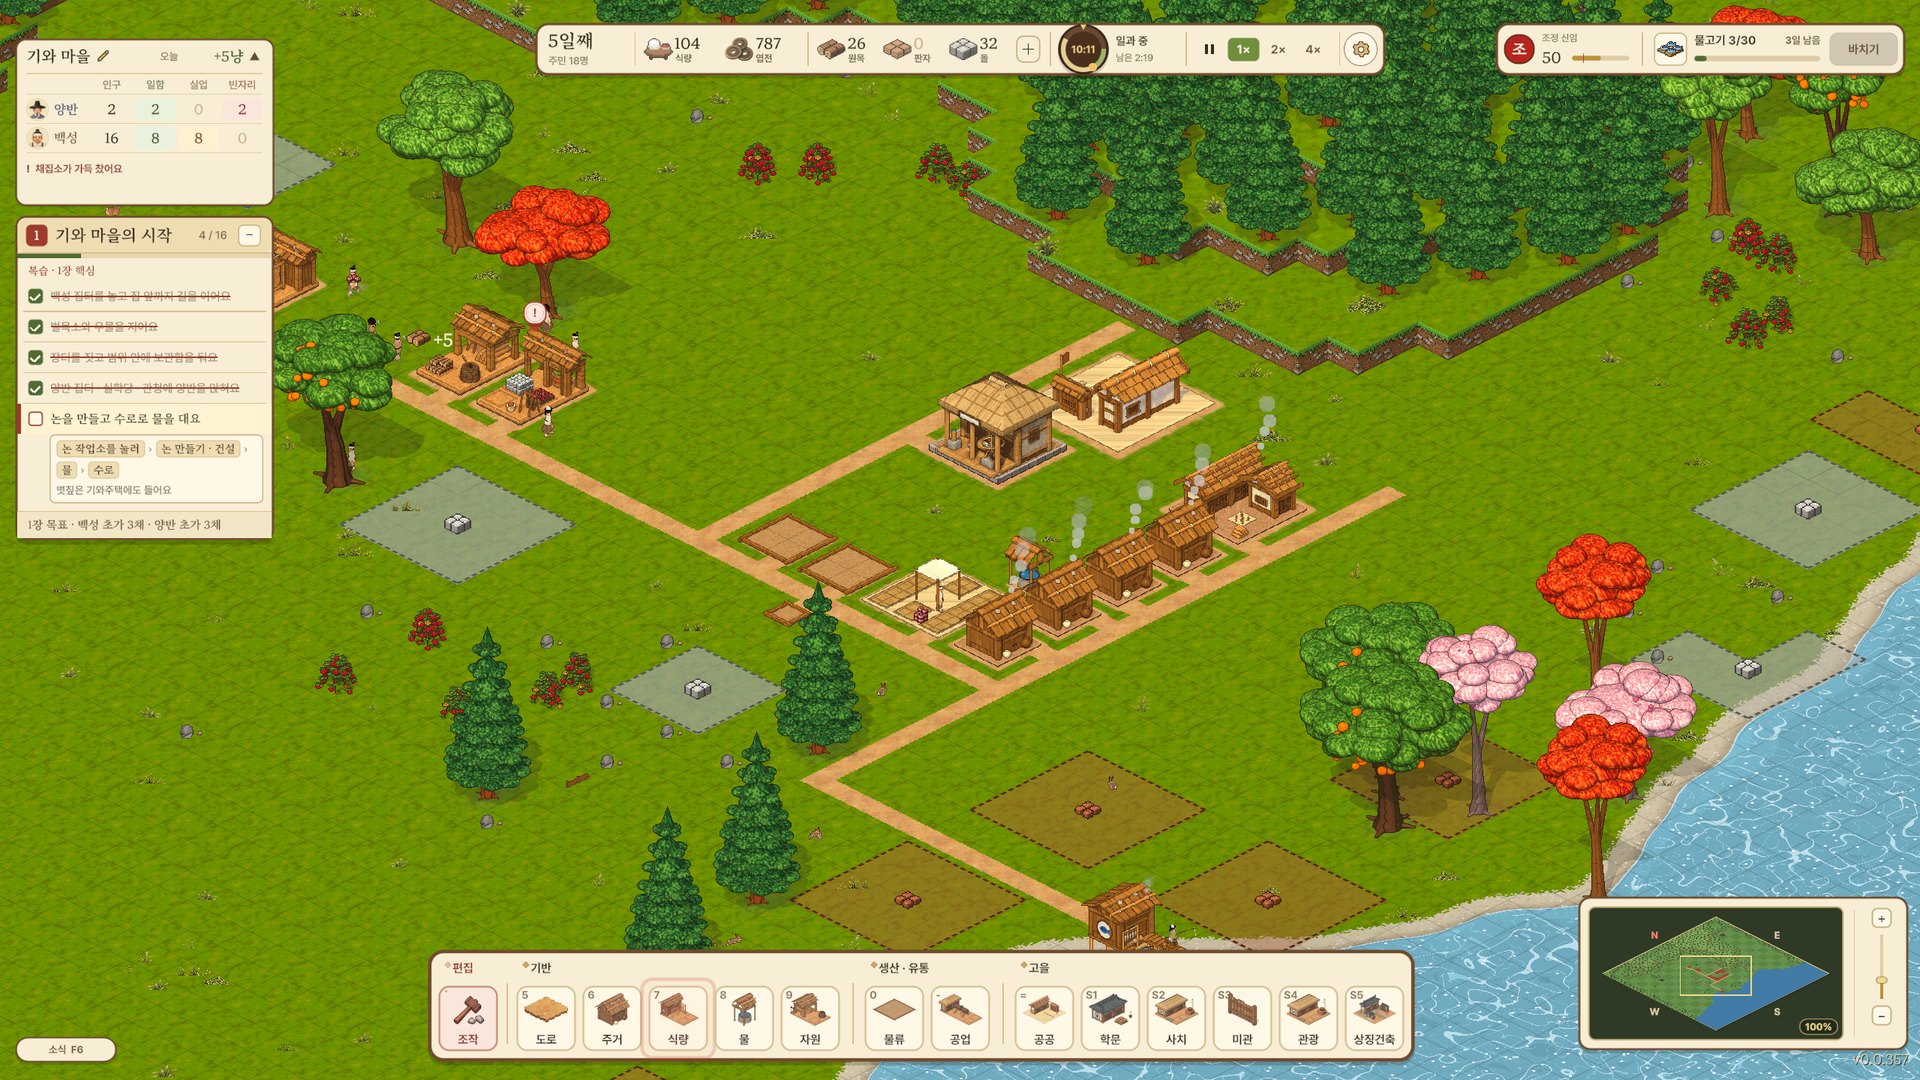 기와 마을 오늘 +5냥 ▲
인구 일함 실업 빈자리
양반 2 2 0 2
백성 16 8 8 0
! 채집소가 가득 찼어요
1 기와 마을의 시작 4 / 16 −
복습 · 1장 핵심
백성 집터를 놓고 집 앞까지 길을 이어요
벌목소와 우물을 지어요
장터를 짓고 범위 안에 보관함을 둬요
양반 집터 · 실학당 · 관청에 양반을 앉혀요
논을 만들고 수로로 물을 대요
논 작업소를 눌러 › 논 만들기 · 건설 ›
물 › 수로
볏짚은 기와주택에도 들어요
1장 목표 · 백성 초가 3채 · 양반 초가 3채
5일째
주민 18명
104 식량
787 엽전
26 원목
0 판자
32 돌
+
10:11
일과 중
남은 2:19
1× 2× 4×
조 조정 신임 50
물고기 3/30 3일 남음 바치기
+5
!
편집 기반 생산 · 유통 고을
조작
5 도로
6 주거
7 식량
8 물
9 자원
0 물류
- 공업
= 공공
S1 학문
S2 사치
S3 미관
S4 관광
S5 상징건축
소식 F6
N E
W S
100%
+
−
v0.0.357